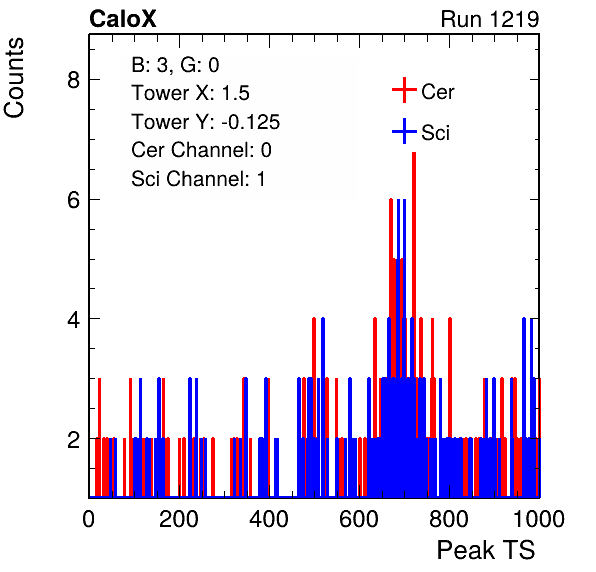 CaloX Run 1219
Counts
B: 3, G: 0
Tower X: 1.5
Tower Y: -0.125
Cer Channel: 0
Sci Channel: 1
Cer
Sci
8
6
4
2
0 200 400 600 800 1000
Peak TS